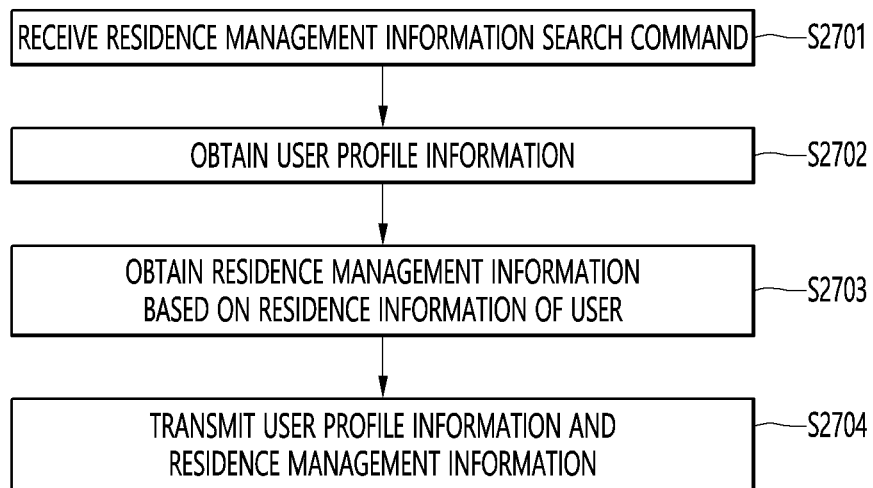 RECEIVE RESIDENCE MANAGEMENT INFORMATION SEARCH COMMAND S2701
OBTAIN USER PROFILE INFORMATION S2702
OBTAIN RESIDENCE MANAGEMENT INFORMATION
BASED ON RESIDENCE INFORMATION OF USER S2703
TRANSMIT USER PROFILE INFORMATION AND
RESIDENCE MANAGEMENT INFORMATION S2704